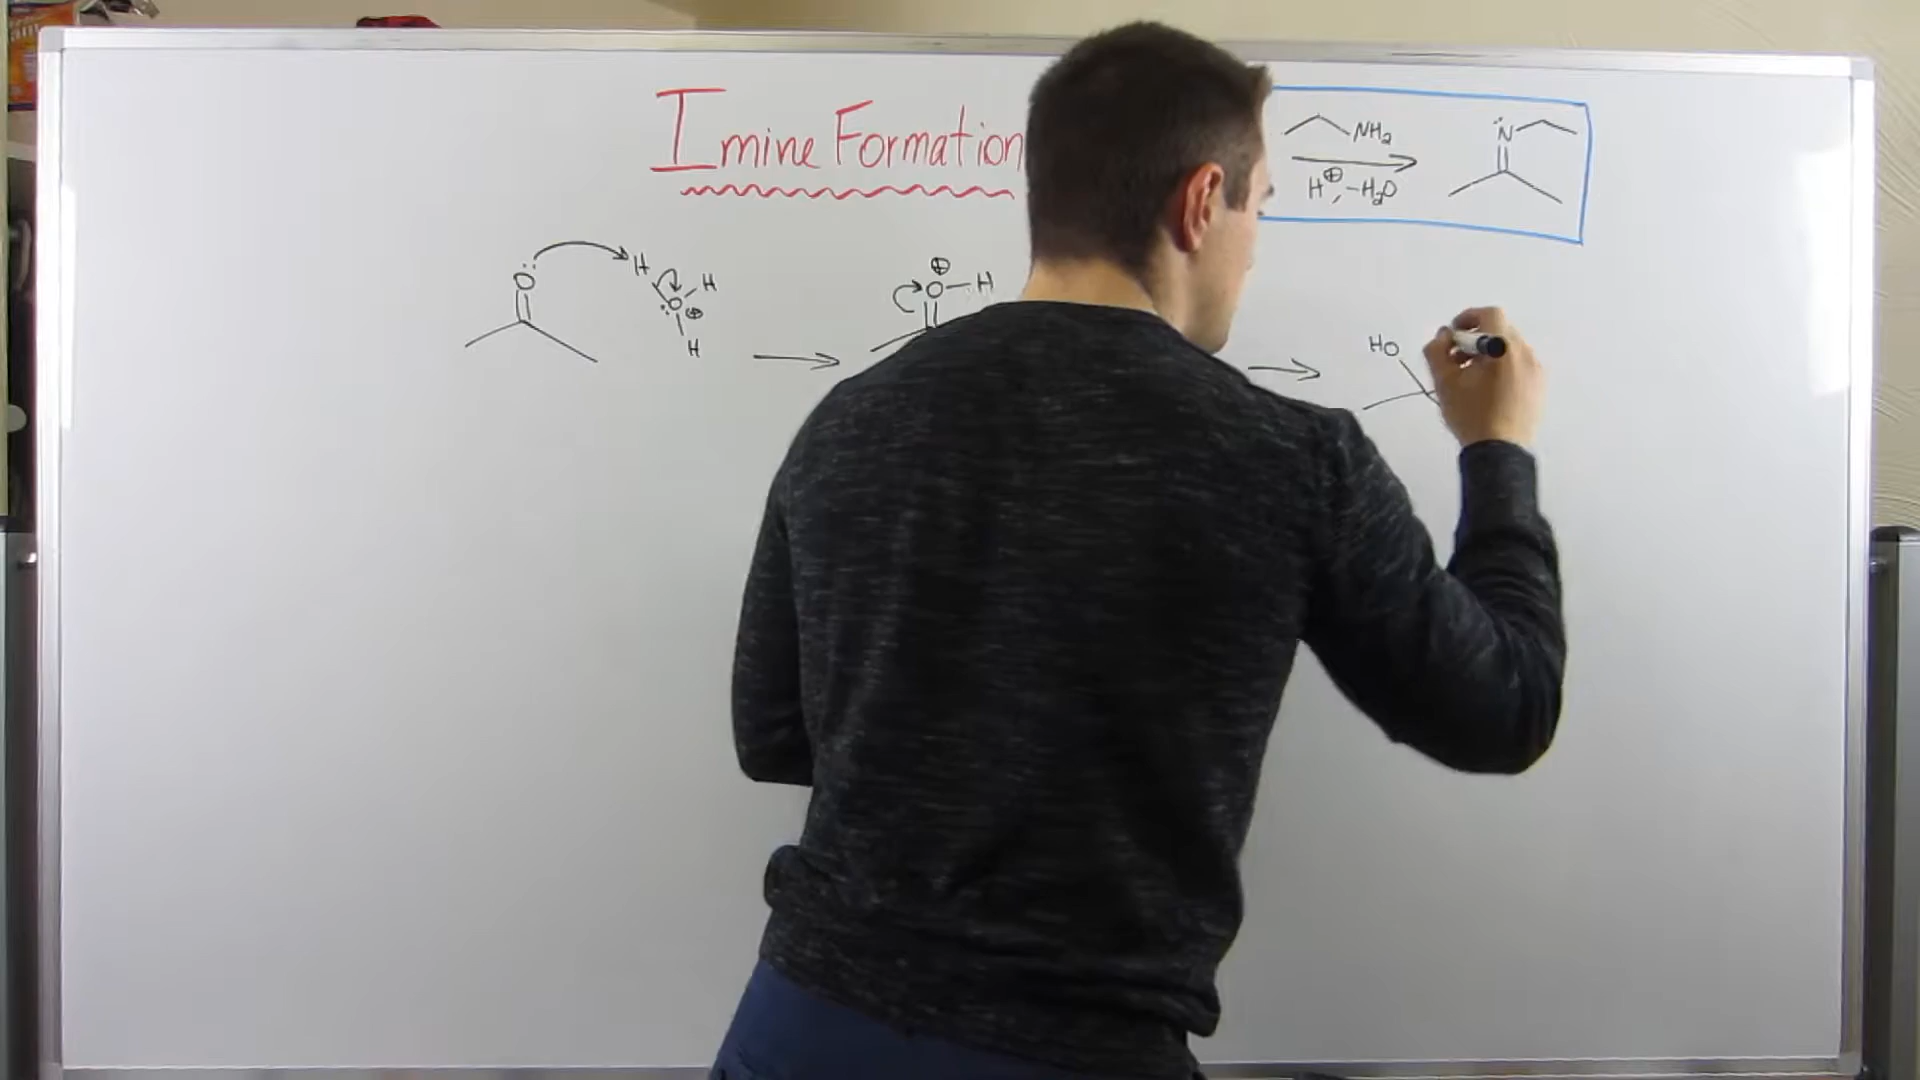 Imine Formation
NH2
H⊕, -H2O
N
O
H
H
O ⊕
H
⊕
O-H
HO